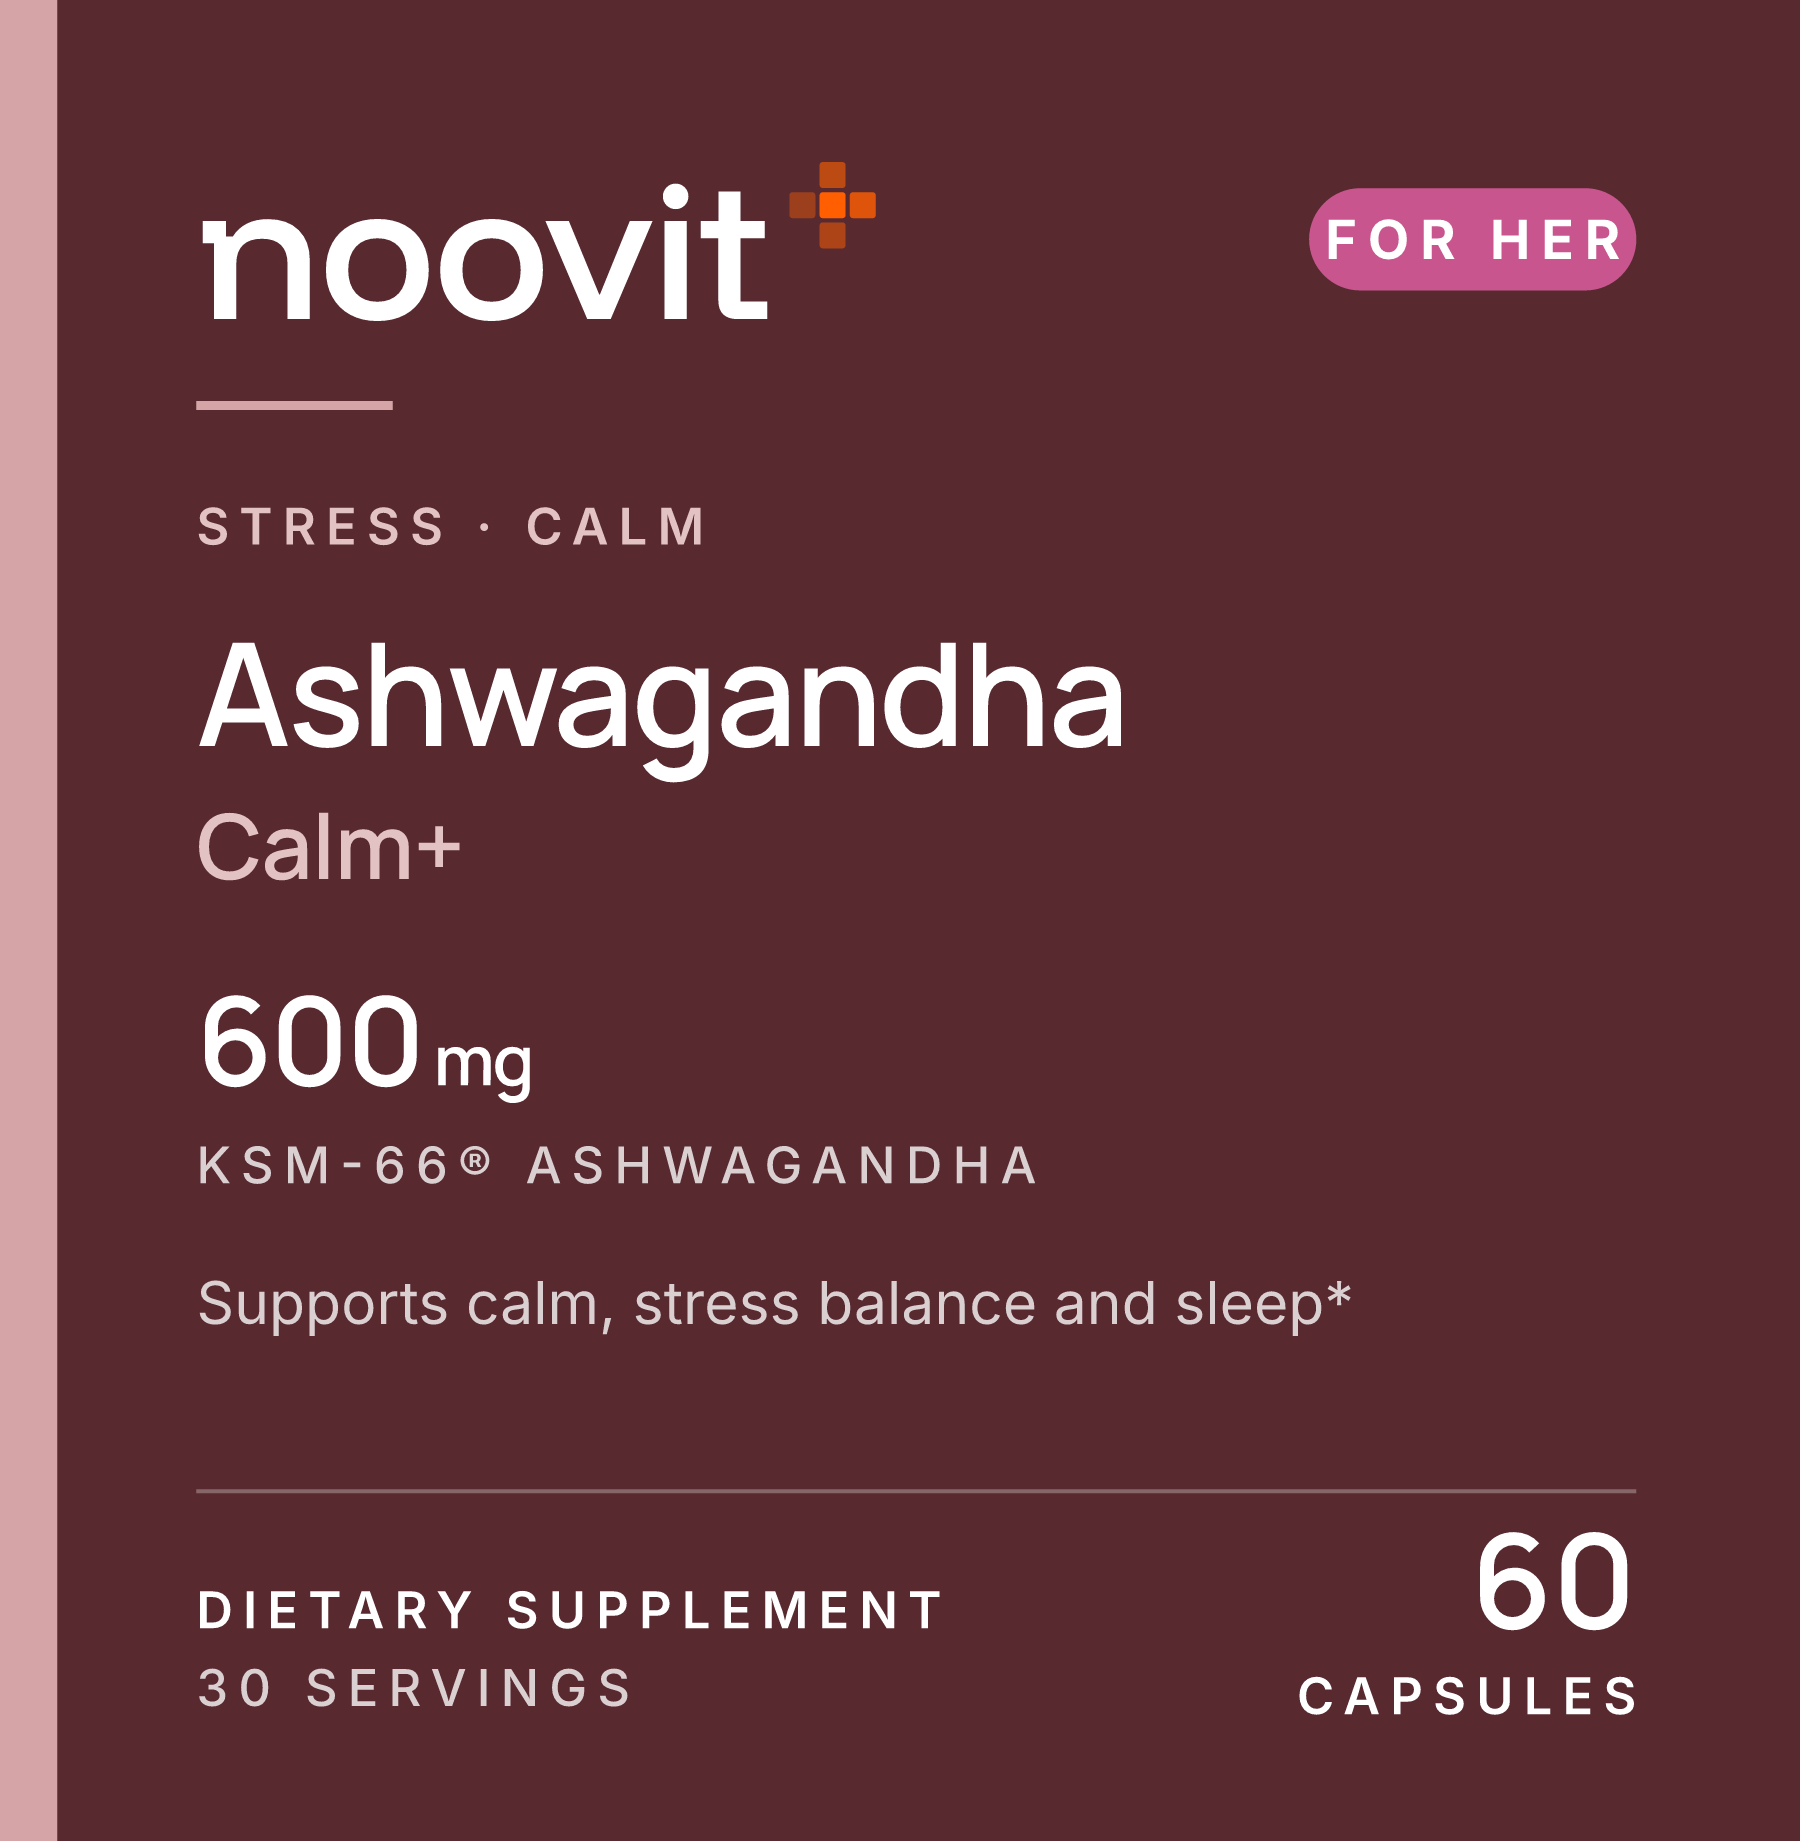 noovit
FOR HER
STRESS · CALM
Ashwagandha
Calm+
600 mg
KSM-66® ASHWAGANDHA
Supports calm, stress balance and sleep*
DIETARY SUPPLEMENT
30 SERVINGS
60
CAPSULES